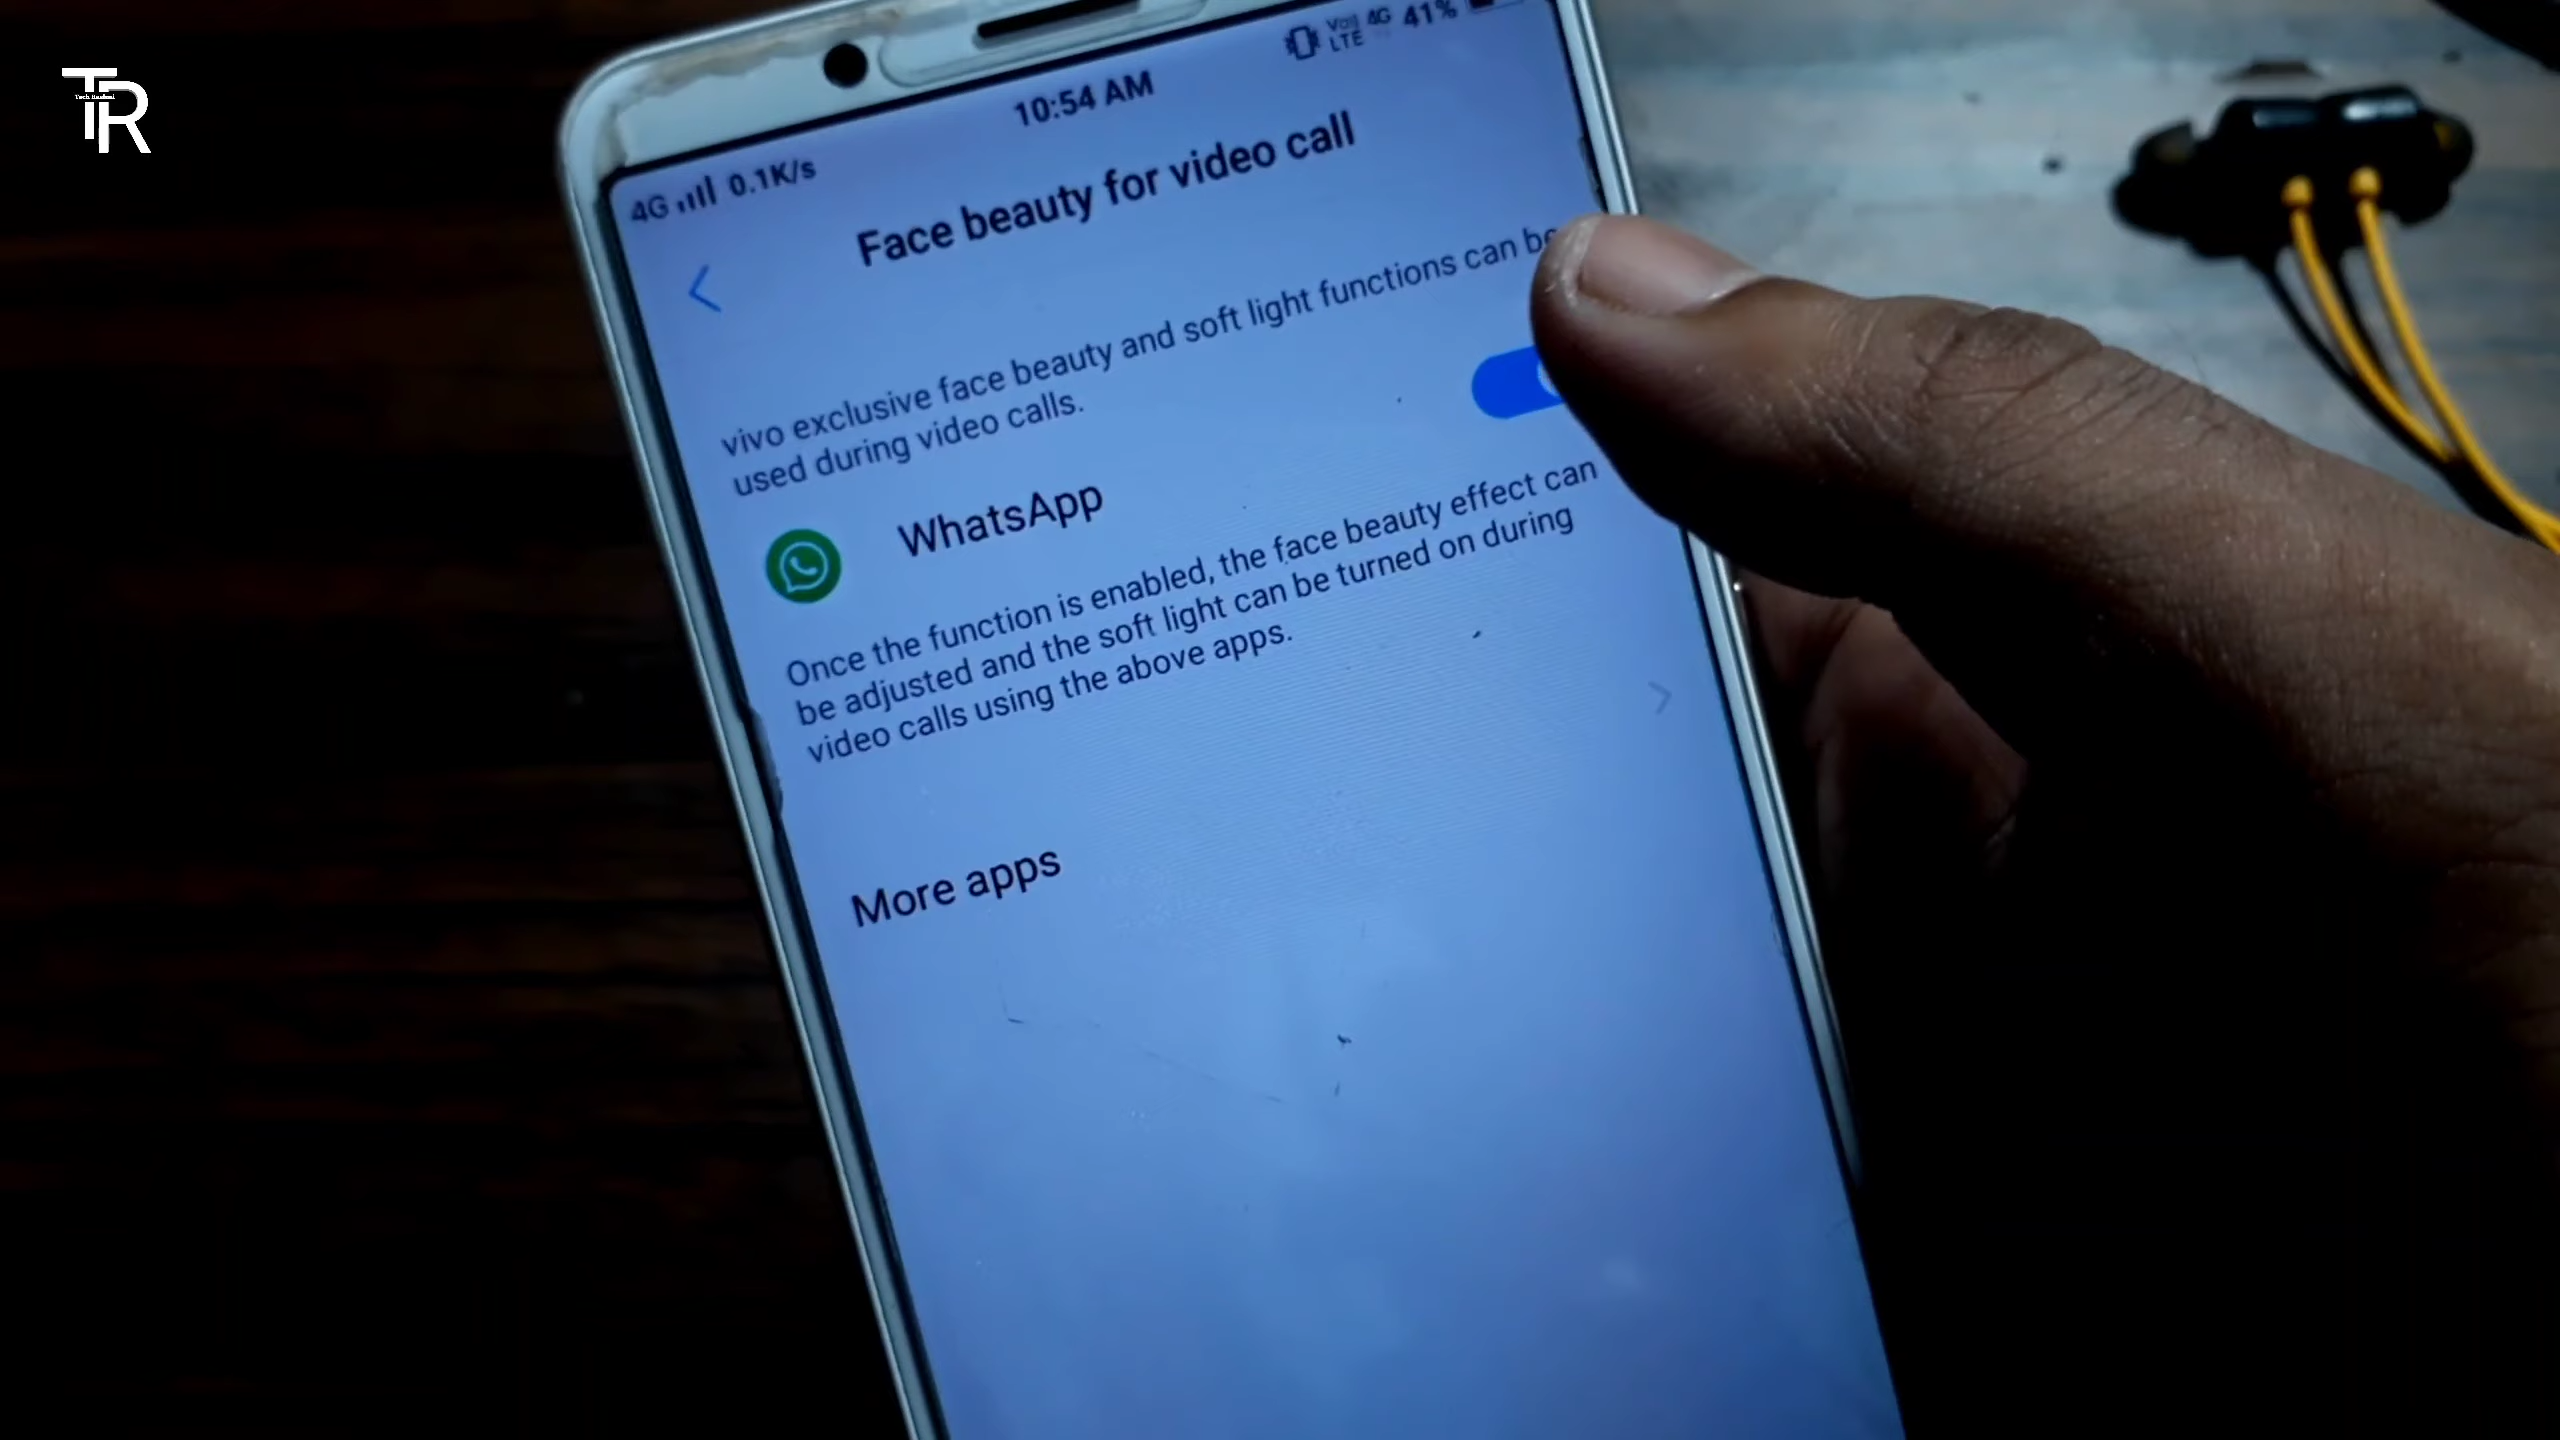 TR
Tech Rashmi
4G 0.1K/s 10:54 AM VoLTE 4G 41%
Face beauty for video call
vivo exclusive face beauty and soft light functions can be
used during video calls.
WhatsApp
Once the function is enabled, the face beauty effect can
be adjusted and the soft light can be turned on during
video calls using the above apps.
More apps